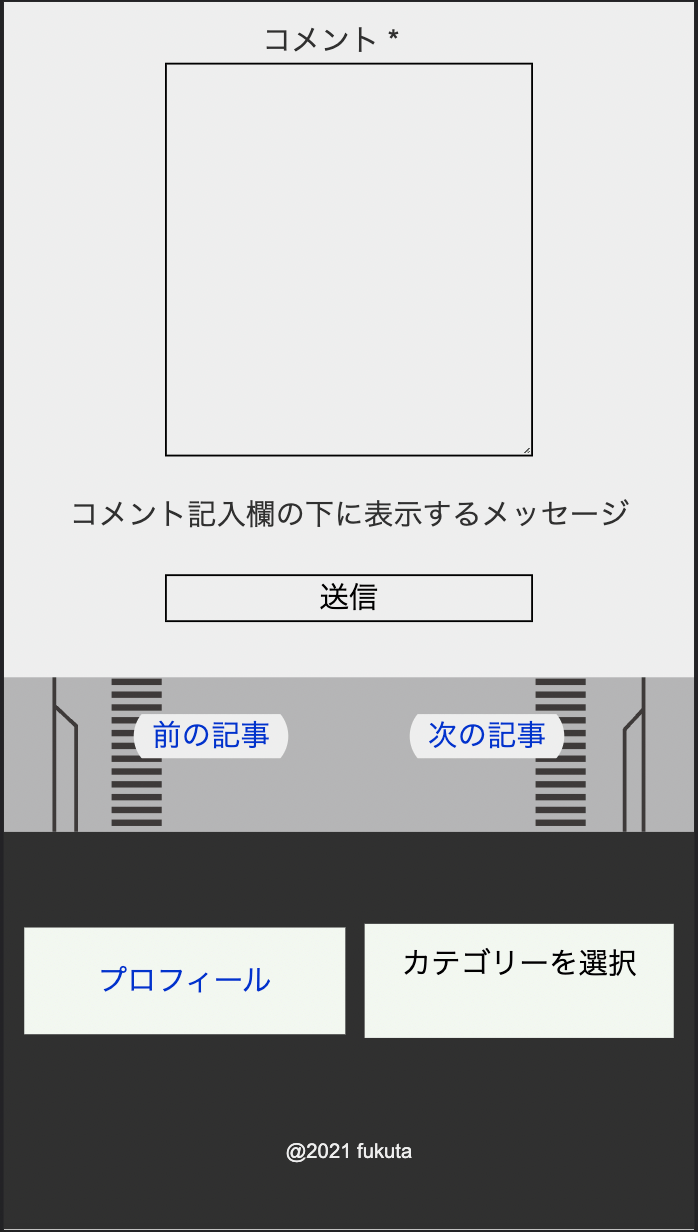 コメント *
コメント記入欄の下に表示するメッセージ
送信
前の記事
次の記事
プロフィール
カテゴリーを選択
@2021 fukuta